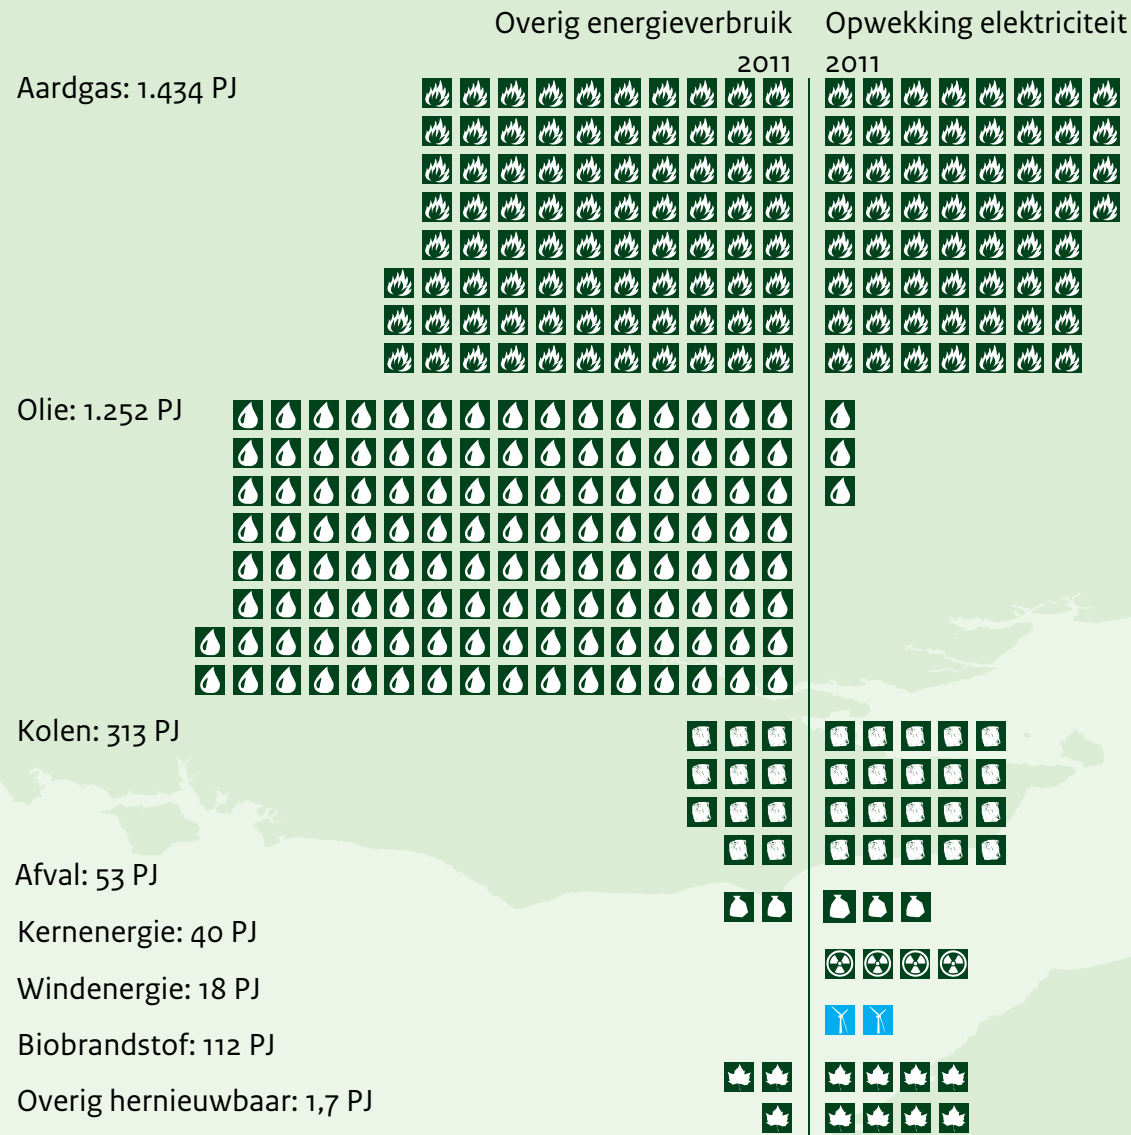 Overig energieverbruik
Opwekking elektriciteit
2011
2011
Aardgas: 1.434 PJ
Olie: 1.252 PJ
Kolen: 313 PJ
Afval: 53 PJ
Kernenergie: 40 PJ
Windenergie: 18 PJ
Biobrandstof: 112 PJ
Overig hernieuwbaar: 1,7 PJ